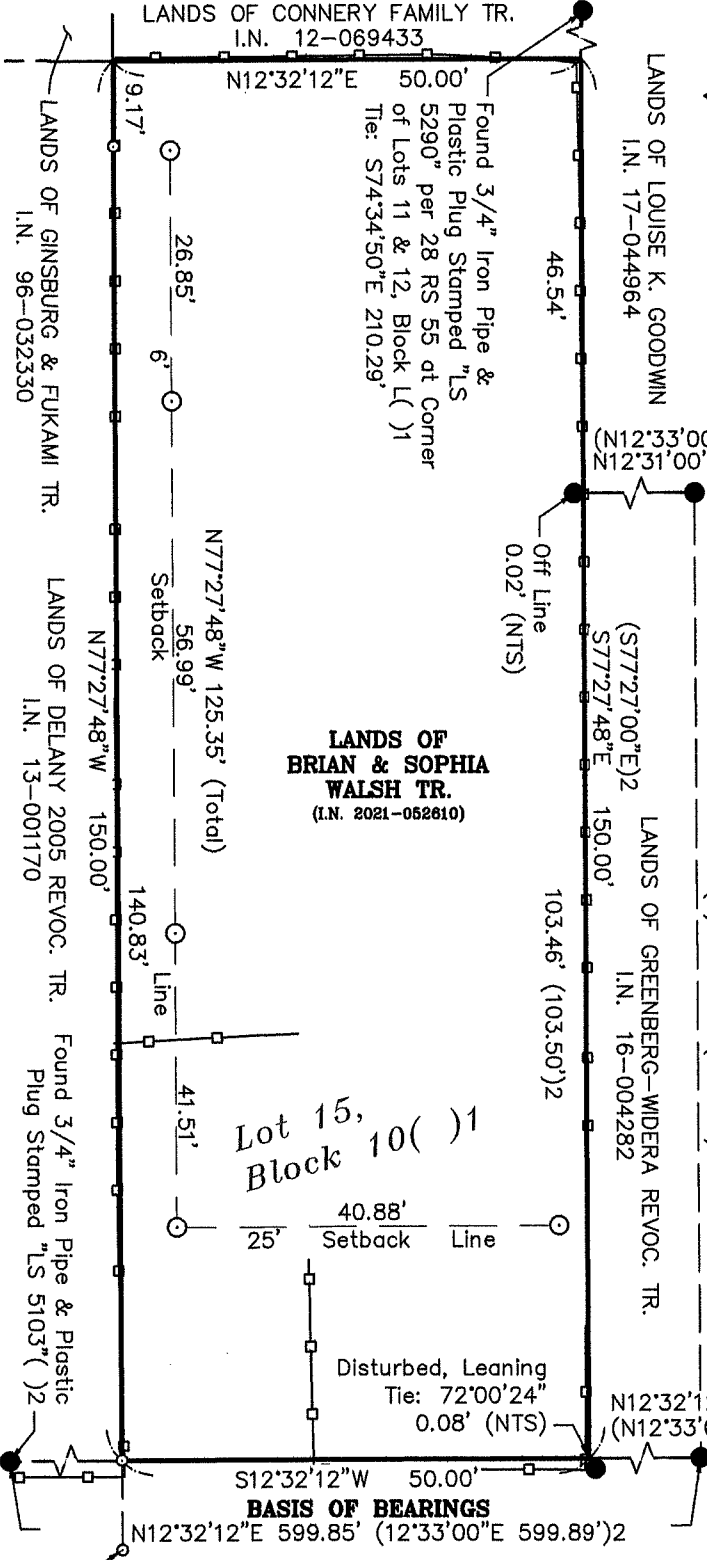 LANDS OF CONNERY FAMILY TR.
I.N. 12-069433
N12°32'12"E 50.00'
9.17'
LANDS OF GINSBURG & FUKAMI TR.
I.N. 96-032330
26.85'
6'
Found 3/4" Iron Pipe &
Plastic Plug Stamped "LS
5290" per 28 RS 55 at Corner
of Lots 11 & 12, Block L( )1
Tie: S74°34'50"E 210.29'
46.54'
LANDS OF LOUISE K. GOODWIN
I.N. 17-044964
(N12°33'00
N12°31'00"
Off Line
0.02' (NTS)
N77°27'48"W 125.35' (Total)
56.99'
Setback
Line
(S77°27'00"E)2
S77°27'48"E 150.00'
LANDS OF GREENBERG-WIDERA REVOC. TR.
I.N. 16-004282
103.46' (103.50')2
LANDS OF
BRIAN & SOPHIA
WALSH TR.
(I.N. 2021-052610)
N77°27'48"W 150.00'
LANDS OF DELANY 2005 REVOC. TR.
I.N. 13-001170
140.83'
41.51'
Lot 15,
Block 10( )1
40.88'
25' Setback Line
Found 3/4" Iron Pipe & Plastic
Plug Stamped "LS 5103"( )2
Disturbed, Leaning
Tie: 72°00'24"
0.08' (NTS)
N12°32'1
(N12°33'
S12°32'12"W 50.00'
BASIS OF BEARINGS
N12°32'12"E 599.85' (12°33'00"E 599.89')2